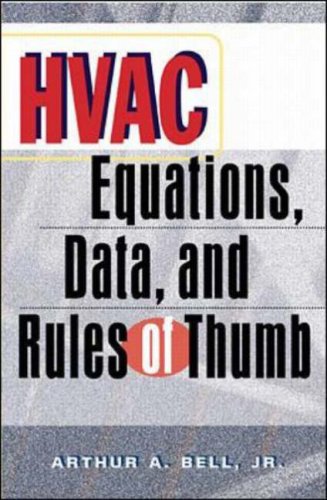 HVAC
Equations,
Data, and
Rules of Thumb
ARTHUR A. BELL, JR.